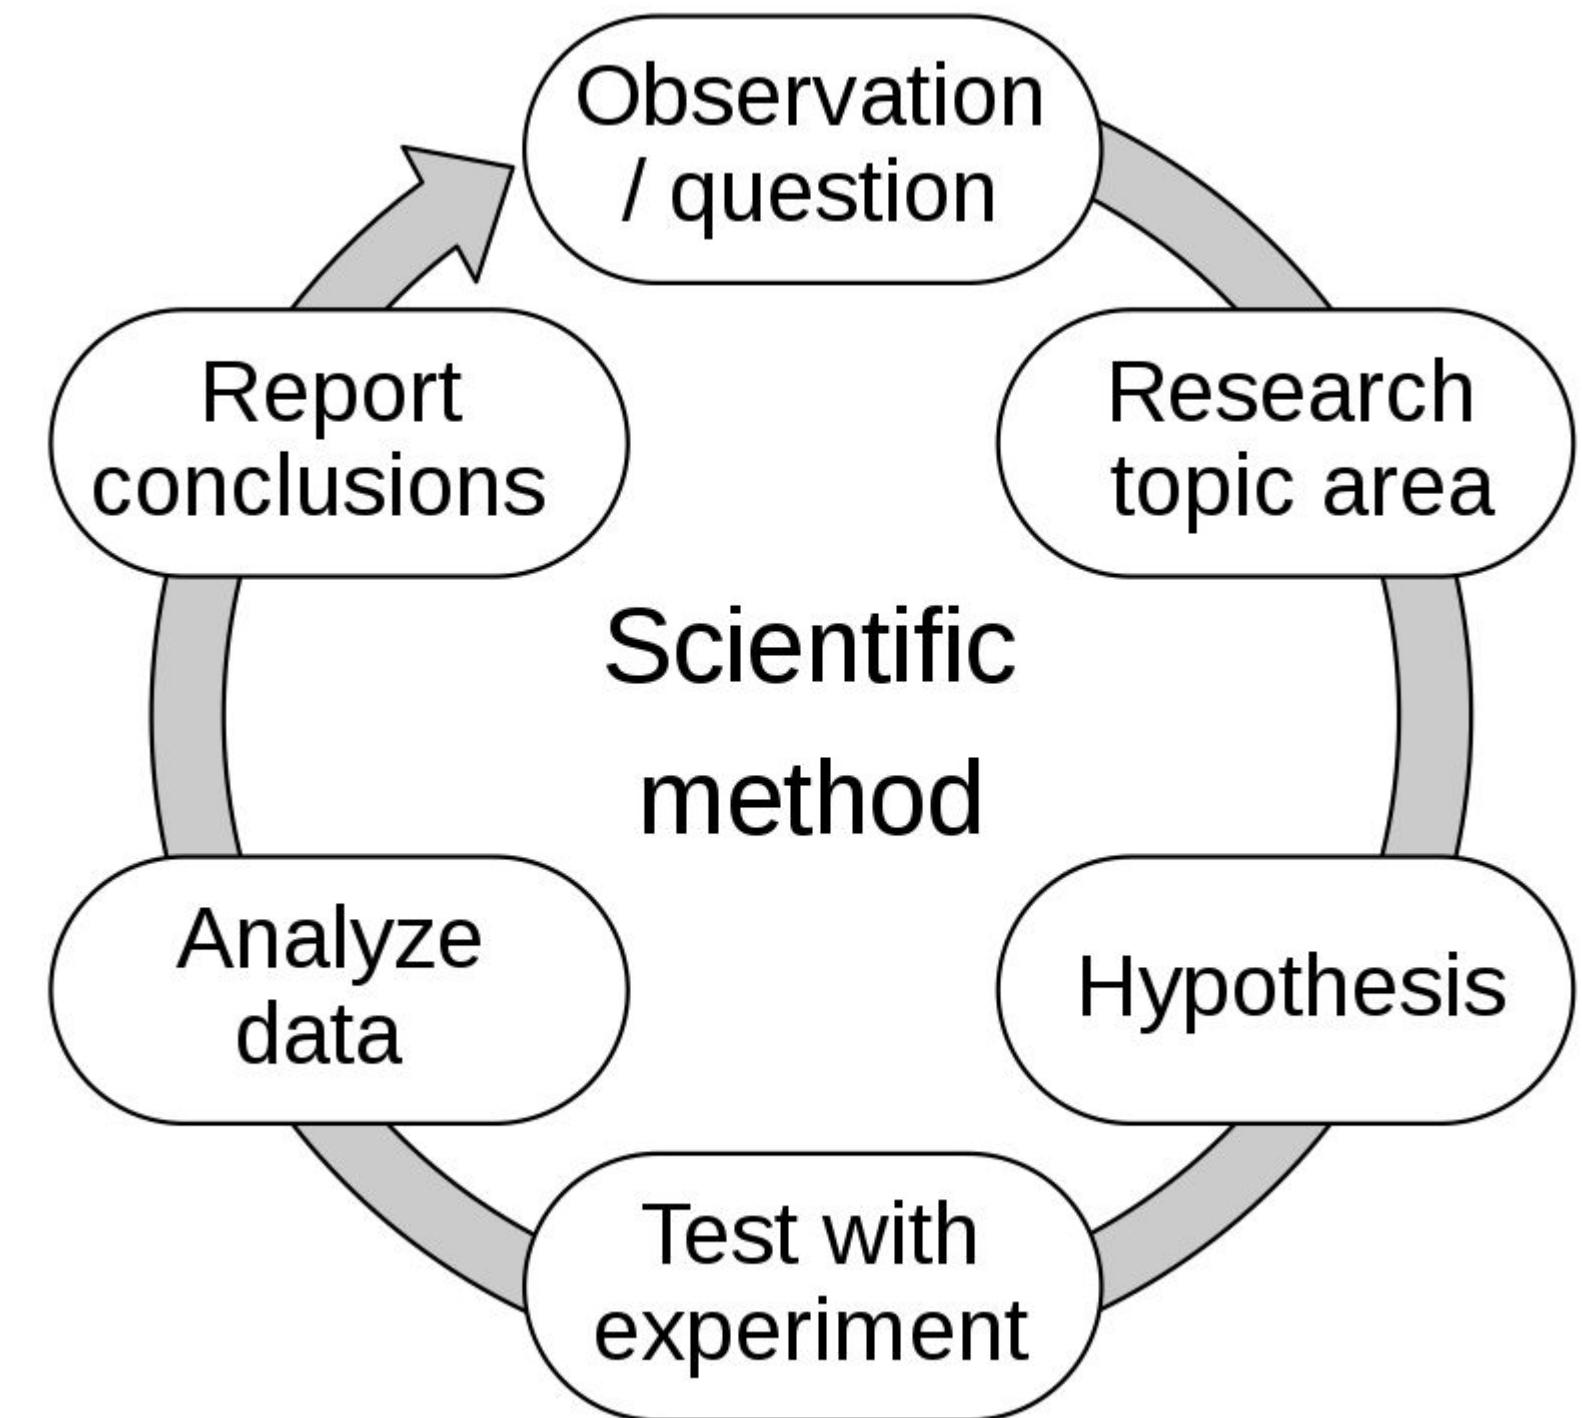 Observation
/ question
Research
topic area
Hypothesis
Test with
experiment
Analyze
data
Report
conclusions
Scientific
method